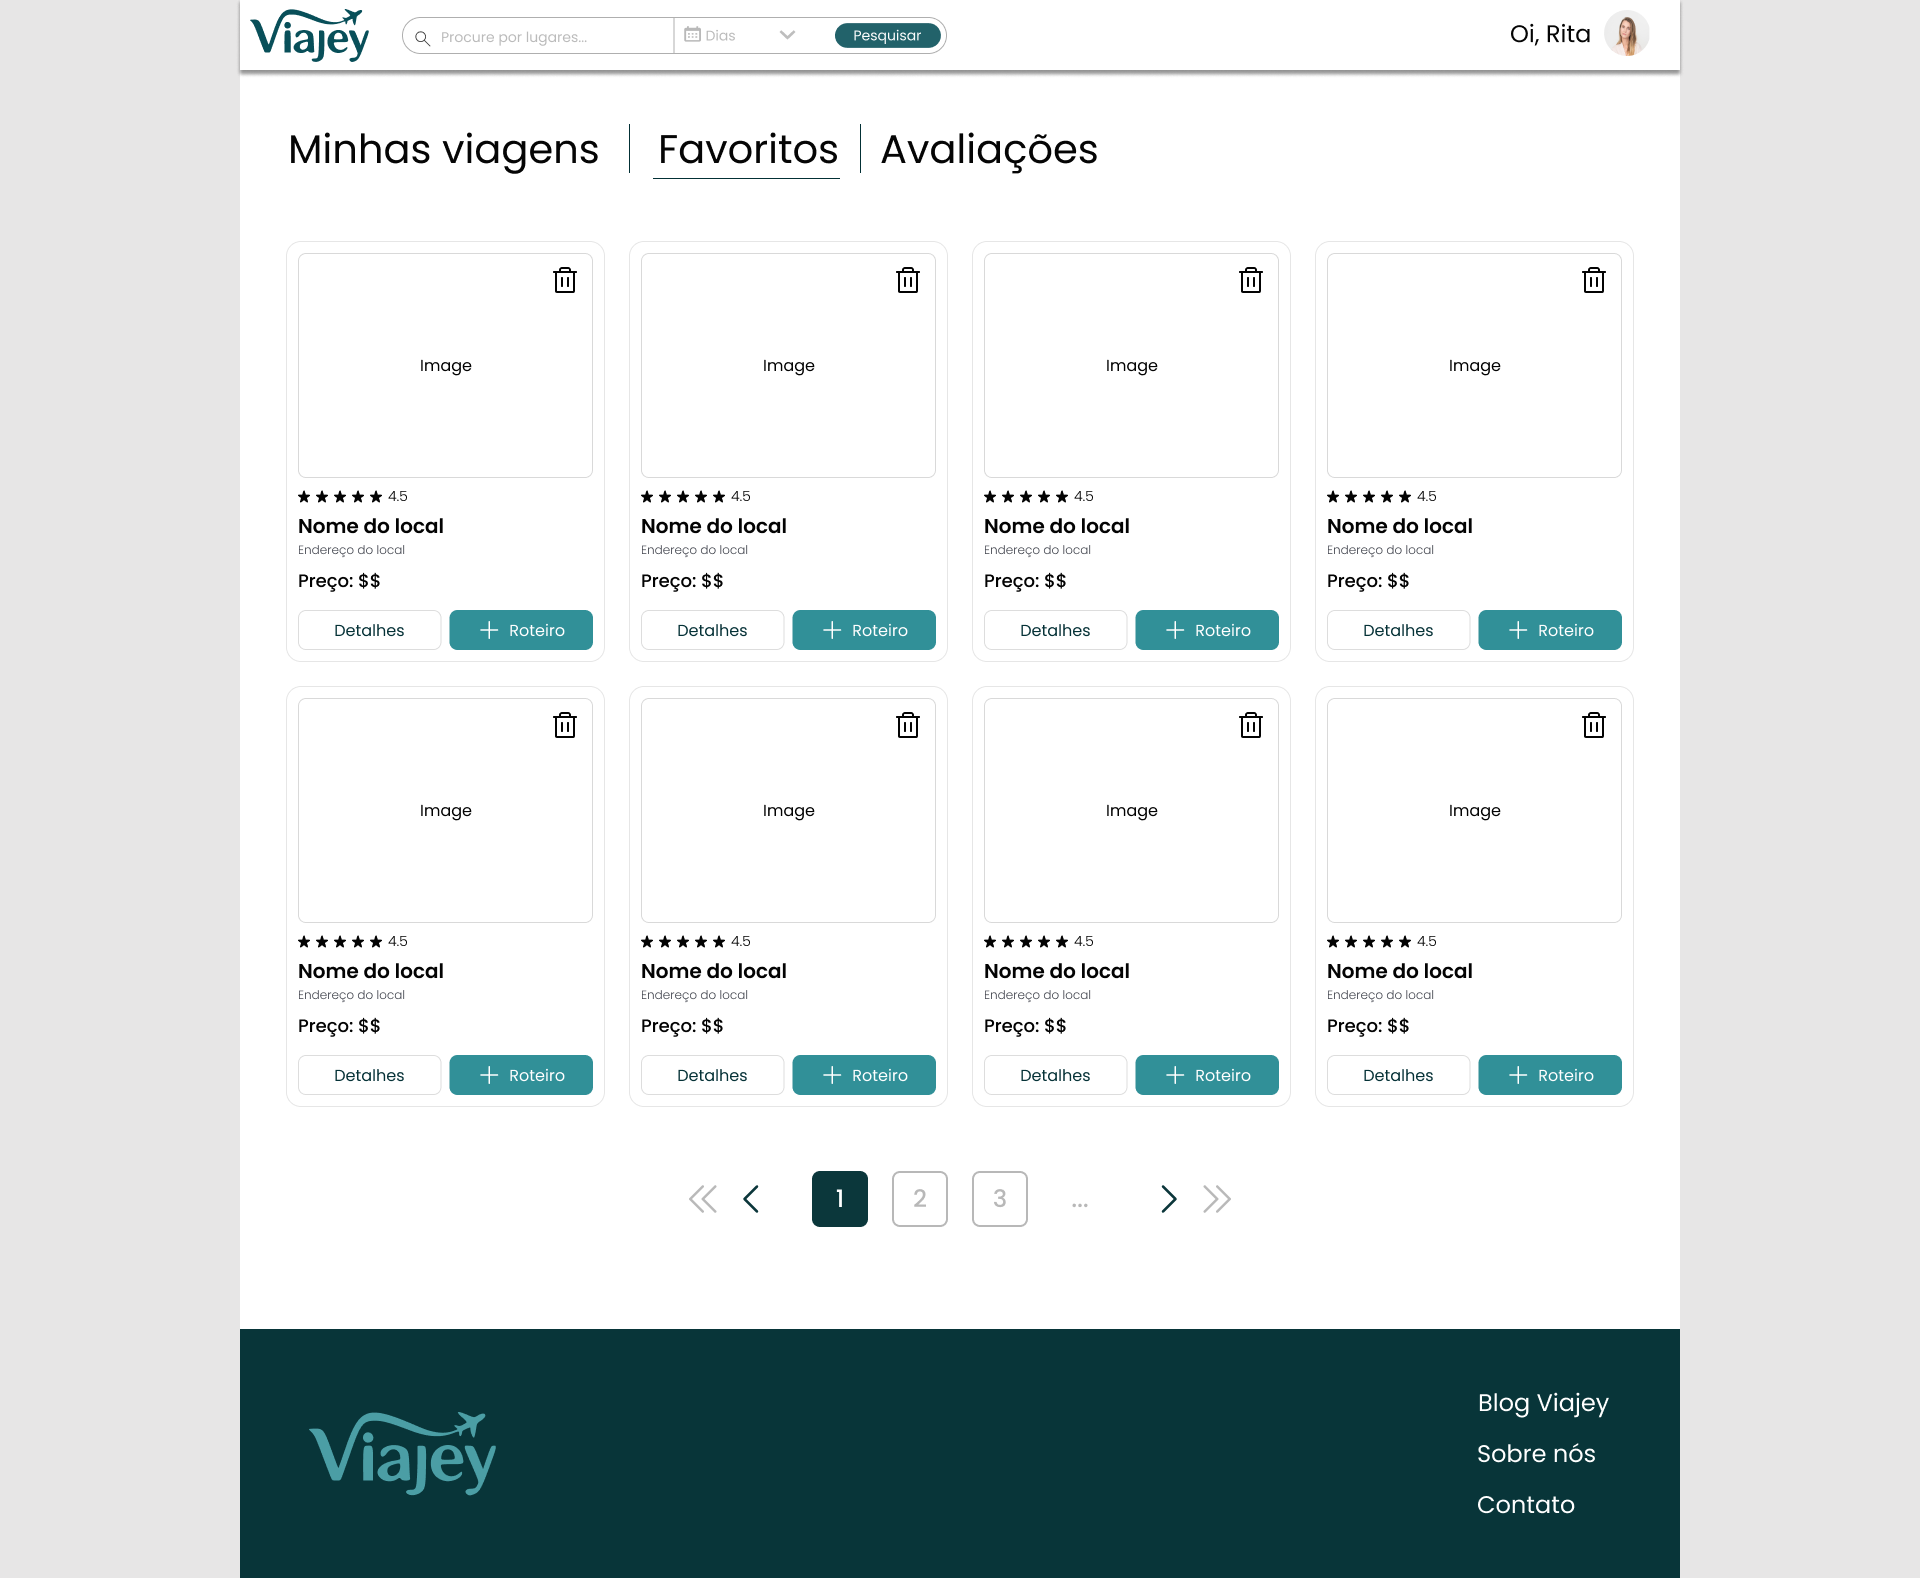 Viajey
Procure por lugares... Dias Pesquisar
Oi, Rita
Minhas viagens Favoritos Avaliações
Image Image Image Image
4.5 4.5 4.5 4.5
Nome do local Nome do local Nome do local Nome do local
Endereço do local Endereço do local Endereço do local Endereço do local
Preço: $$ Preço: $$ Preço: $$ Preço: $$
Detalhes Roteiro Detalhes Roteiro Detalhes Roteiro Detalhes Roteiro
Image Image Image Image
4.5 4.5 4.5 4.5
Nome do local Nome do local Nome do local Nome do local
Endereço do local Endereço do local Endereço do local Endereço do local
Preço: $$ Preço: $$ Preço: $$ Preço: $$
Detalhes Roteiro Detalhes Roteiro Detalhes Roteiro Detalhes Roteiro
1 2 3 ...
Viajey
Blog Viajey
Sobre nós
Contato